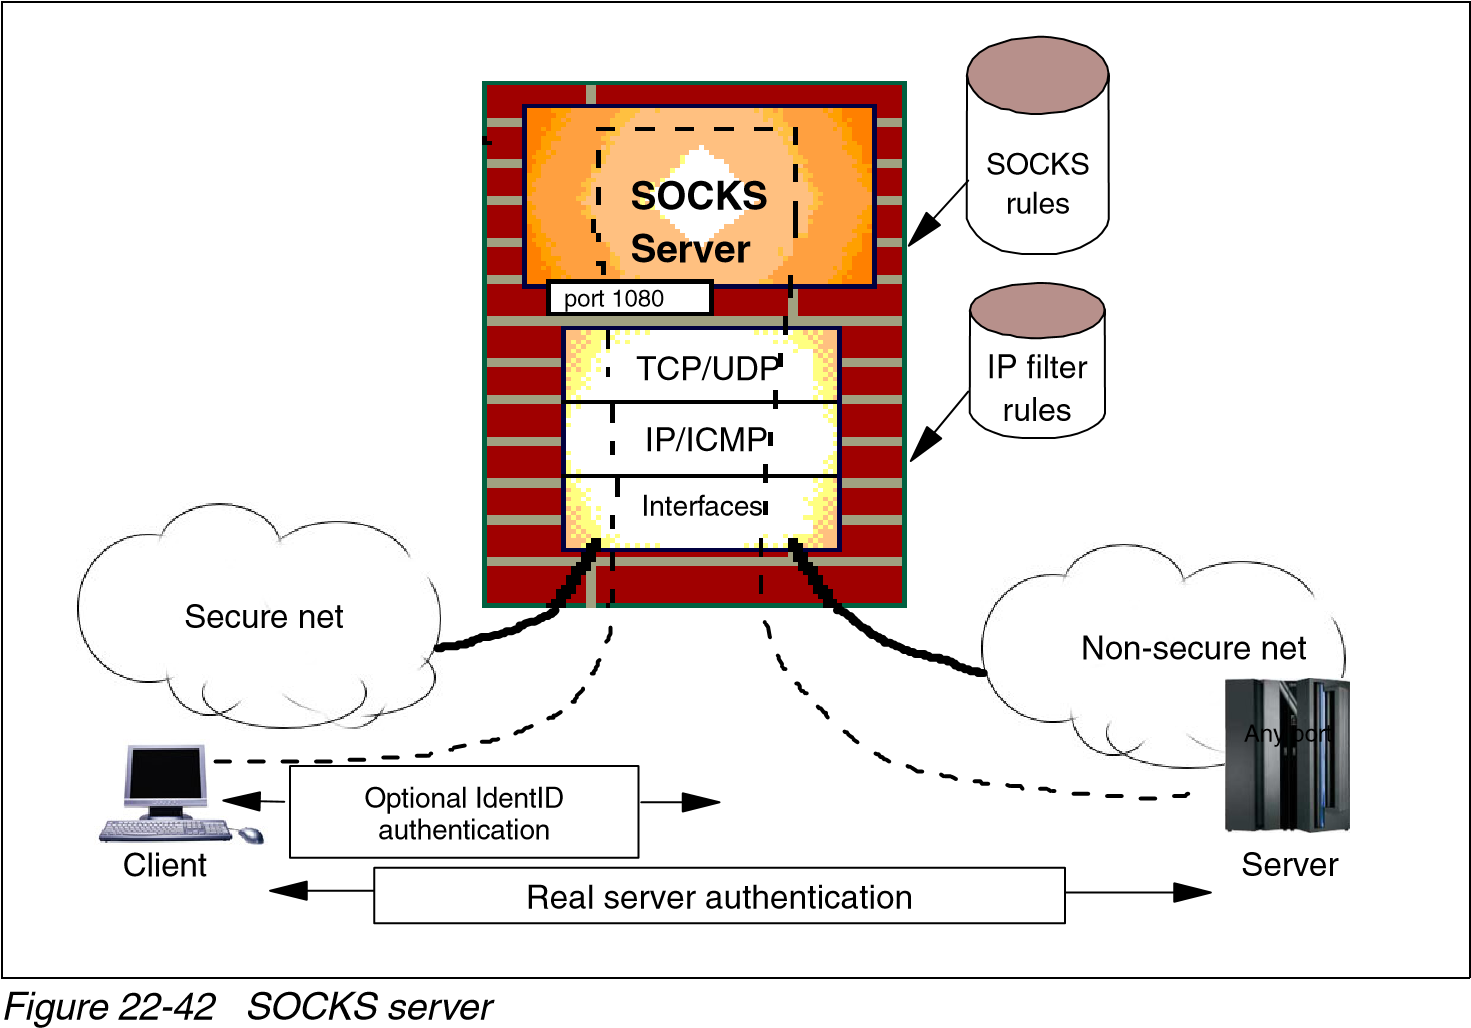 SOCKS
Server
port 1080
TCP/UDP
IP/ICMP
Interfaces
SOCKS
rules
IP filter
rules
Secure net
Non-secure net
Any port
Client
Server
Optional IdentID
authentication
Real server authentication
Figure 22-42 SOCKS server